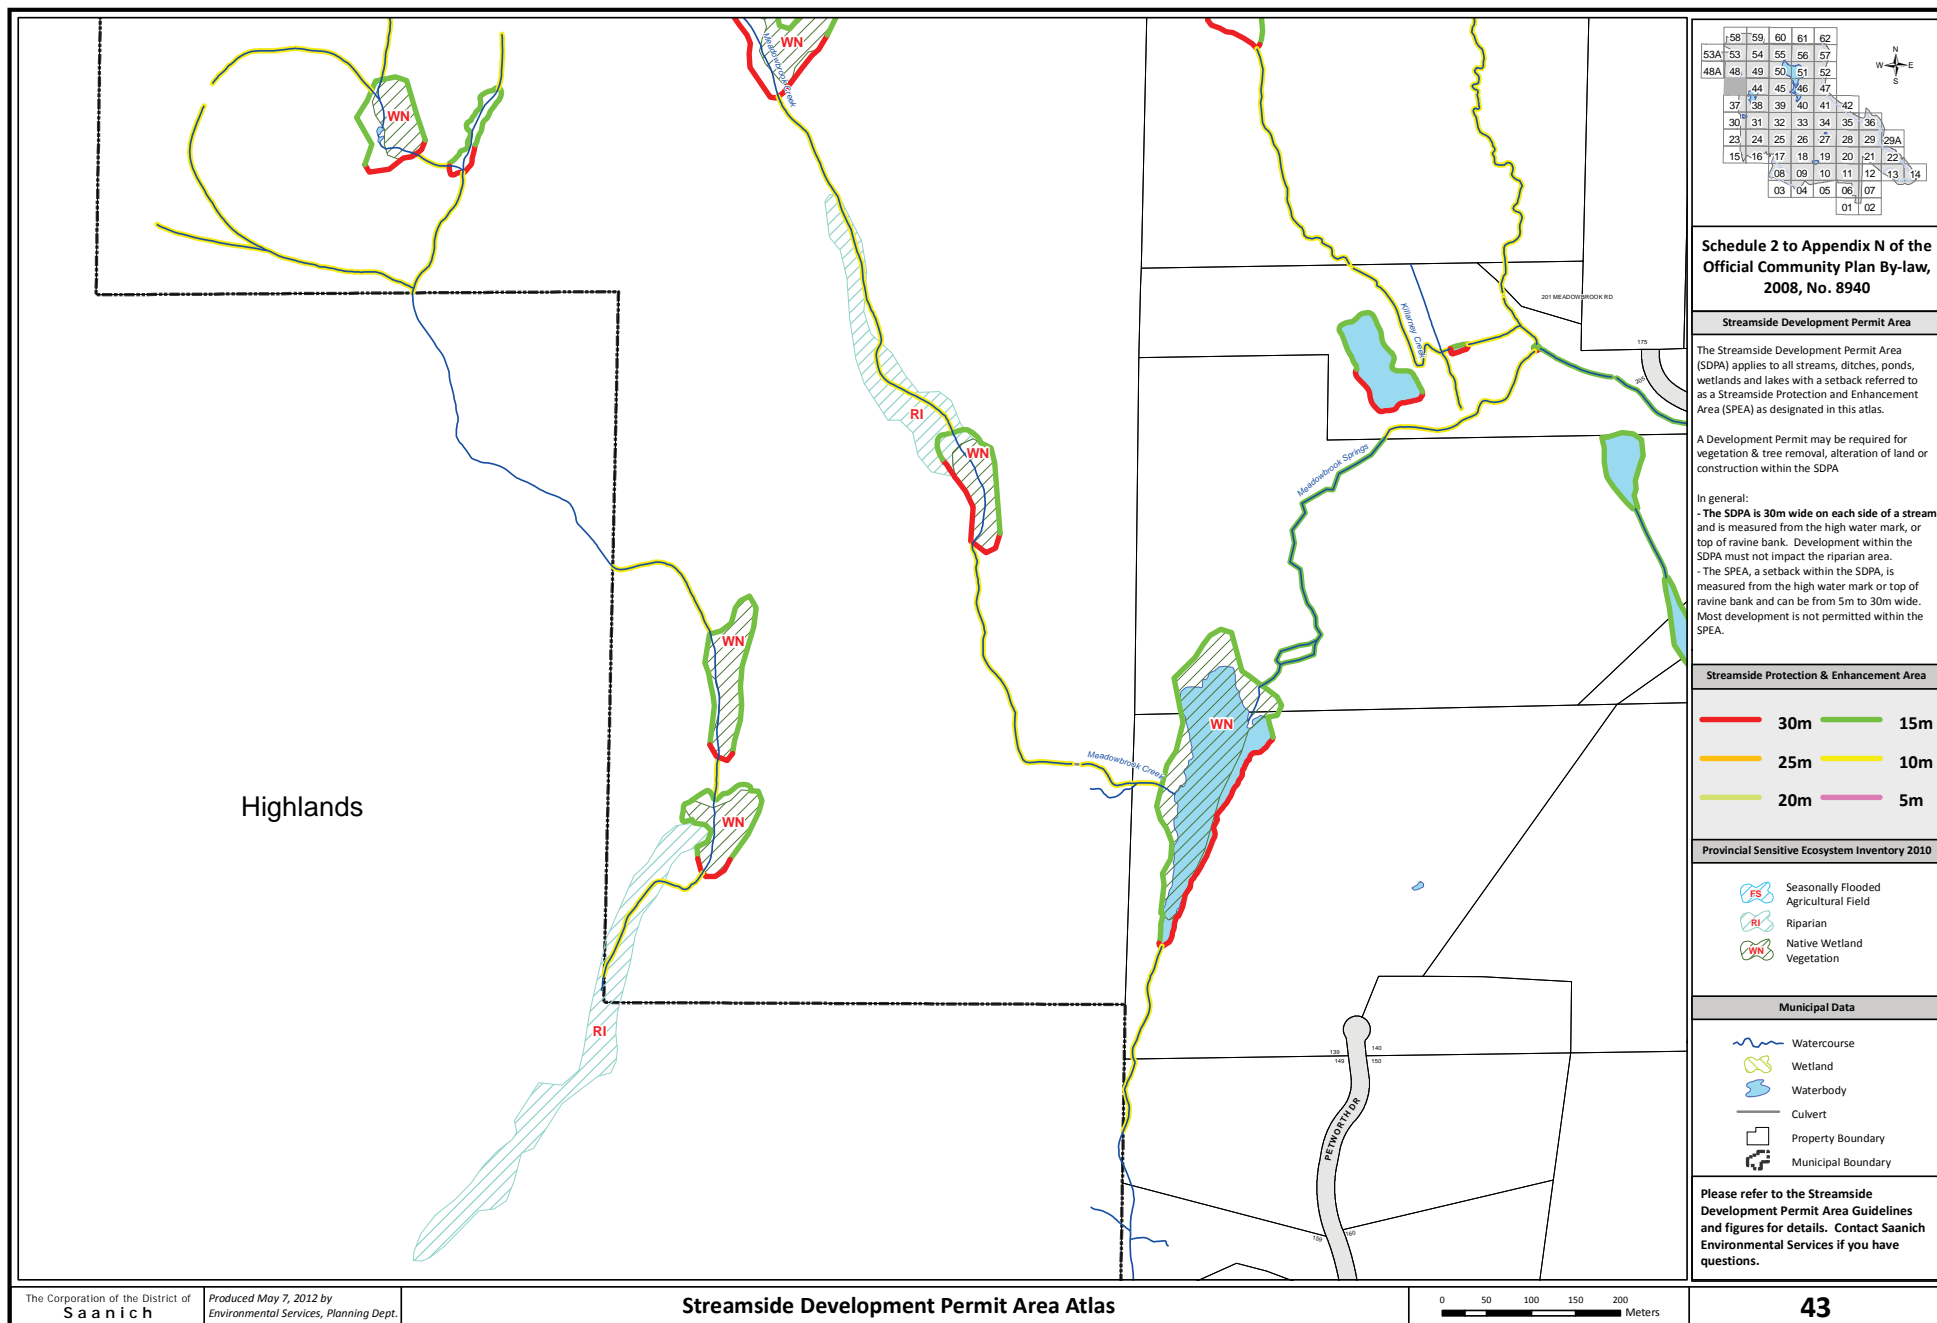 WN
Meadowbrook Creek
WN
RI
WN
201 MEADOWBROOK RD
Killarney Creek
175
205
Meadowbrook Springs
WN
WN
Meadowbrook Creek
WN
Highlands
RI
139
140
149
150
PETWORTH DR
159
160
58 59 60 61 62
53A 53 54 55 56 57
48A 48 49 50 51 52
44 45 46 47
37 38 39 40 41 42
30 31 32 33 34 35 36
23 24 25 26 27 28 29 29A
15 16 17 18 19 20 21 22
08 09 10 11 12 13 14
03 04 05 06 07
01 02
N
W E
S
Schedule 2 to Appendix N of the
Official Community Plan By-law,
2008, No. 8940
Streamside Development Permit Area
The Streamside Development Permit Area
(SDPA) applies to all streams, ditches, ponds,
wetlands and lakes with a setback referred to
as a Streamside Protection and Enhancement
Area (SPEA) as designated in this atlas.
A Development Permit may be required for
vegetation & tree removal, alteration of land or
construction within the SDPA
In general:
- The SDPA is 30m wide on each side of a stream
and is measured from the high water mark, or
top of ravine bank. Development within the
SDPA must not impact the riparian area.
- The SPEA, a setback within the SDPA, is
measured from the high water mark or top of
ravine bank and can be from 5m to 30m wide.
Most development is not permitted within the
SPEA.
Streamside Protection & Enhancement Area
30m 15m
25m 10m
20m 5m
Provincial Sensitive Ecosystem Inventory 2010
FS Seasonally Flooded
Agricultural Field
RI Riparian
WN Native Wetland
Vegetation
Municipal Data
Watercourse
Wetland
Waterbody
Culvert
Property Boundary
Municipal Boundary
Please refer to the Streamside
Development Permit Area Guidelines
and figures for details. Contact Saanich
Environmental Services if you have
questions.
The Corporation of the District of
Saanich
Produced May 7, 2012 by
Environmental Services, Planning Dept.
Streamside Development Permit Area Atlas
0 50 100 150 200
Meters
43